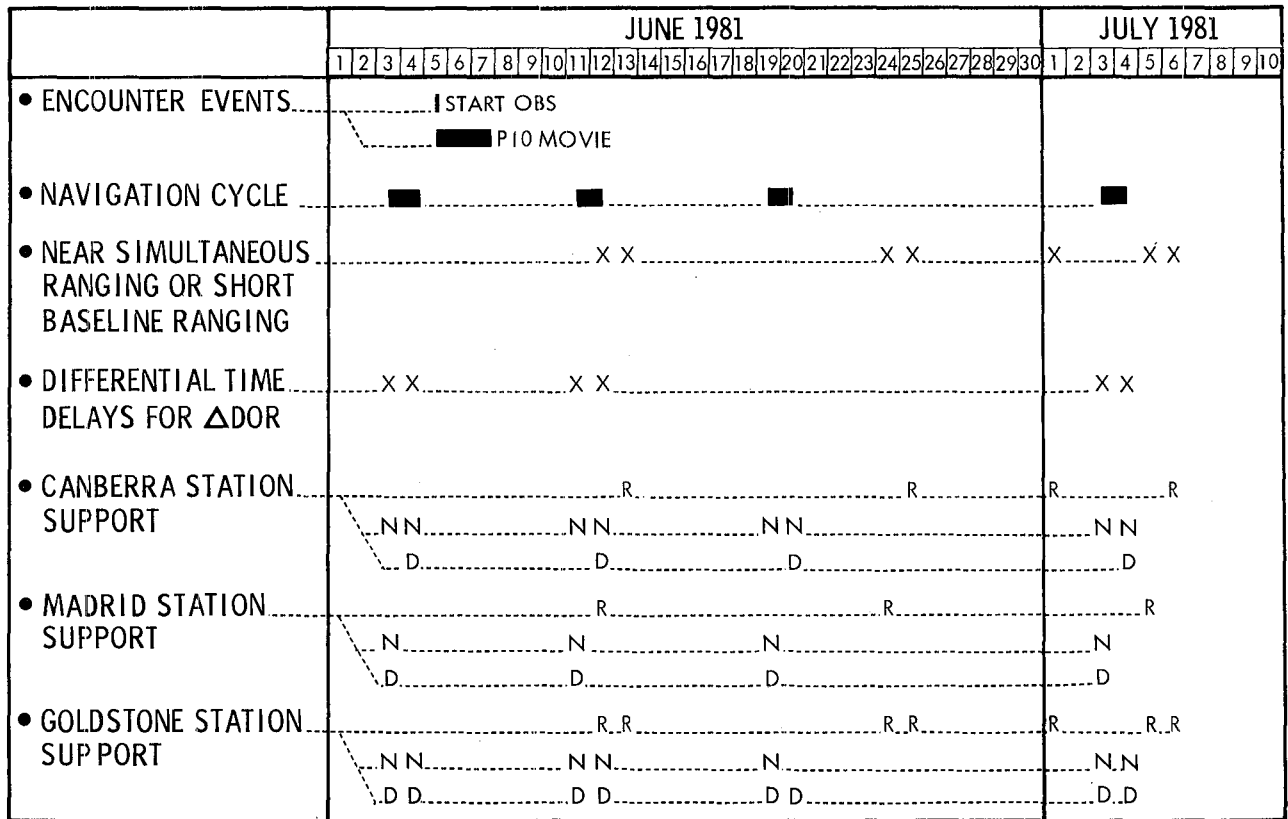 JUNE 1981 JULY 1981
1 2 3 4 5 6 7 8 9 10 11 12 13 14 15 16 17 18 19 20 21 22 23 24 25 26 27 28 29 30 1 2 3 4 5 6 7 8 9 10
• ENCOUNTER EVENTS START OBS
P10 MOVIE
• NAVIGATION CYCLE
• NEAR SIMULTANEOUS X X X X X X X
RANGING OR SHORT
BASELINE RANGING
• DIFFERENTIAL TIME X X X X X X
DELAYS FOR ΔDOR
• CANBERRA STATION R R R R
SUPPORT N N N N N N N N
D D D D
• MADRID STATION R R R
SUPPORT N N N N
D D D D
• GOLDSTONE STATION R R R R R R R
SUPPORT N N N N N N N
D D D D D D D D